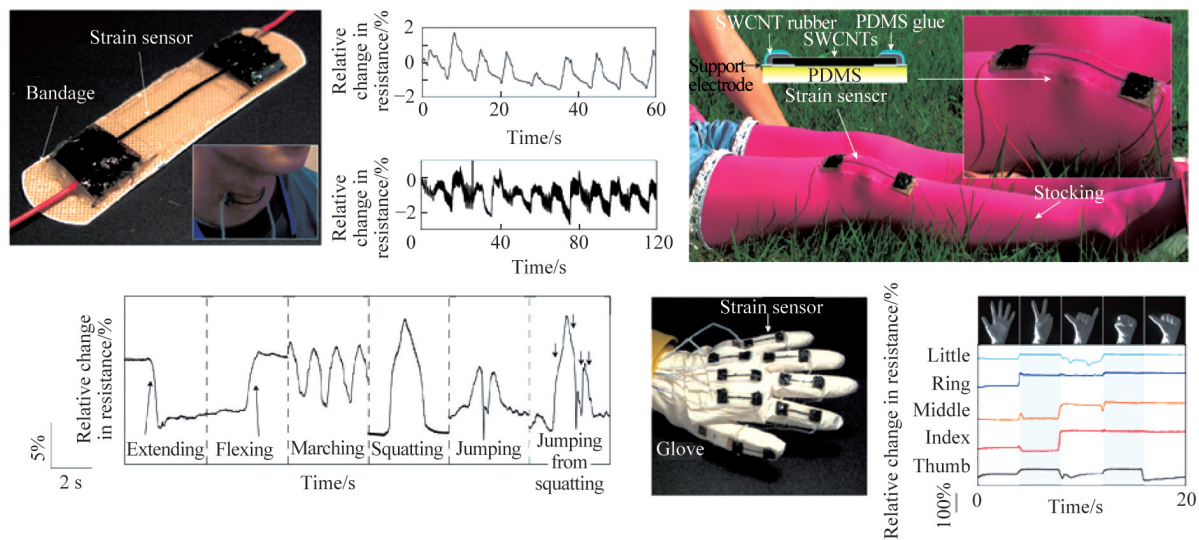 Strain sensor
Bandage
Relative
change in
resistance/%
2
0
−2
0
20
40
60
Time/s
Relative
change in
resistance/%
0
−2
0
40
80
120
Time/s
SWCNT rubber
PDMS glue
SWCNTs
Support
electrode
PDMS
Strain senscr
Stocking
Relative change
in resistance/%
Extending
Flexing
Marching
Squatting
Jumping
Jumping
from
squatting
5%
2 s
Time/s
Strain sensor
Glove
Relative change in resistance/%
Little
Ring
Middle
Index
Thumb
100%
0
20
Time/s